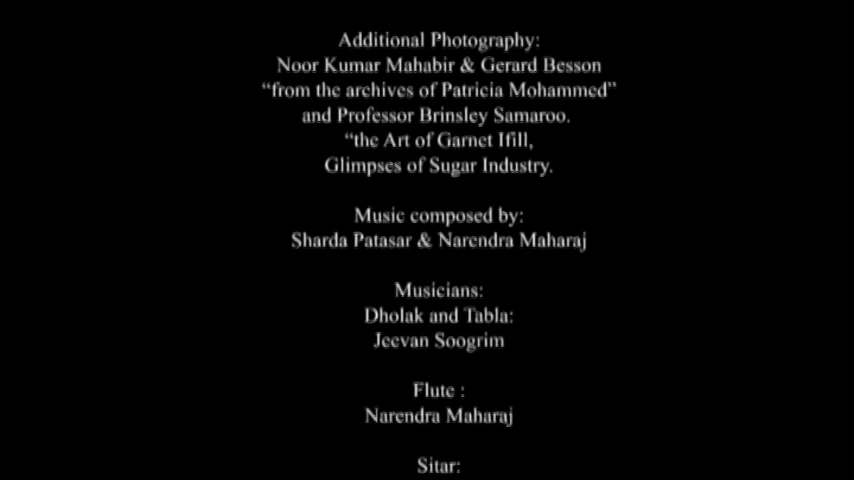 Additional Photography:
Noor Kumar Mahabir & Gerard Besson
“from the archives of Patricia Mohammed”
and Professor Brinsley Samaroo.
“the Art of Garnet Ifill,
Glimpses of Sugar Industry.
Music composed by:
Sharda Patasar & Narendra Maharaj
Musicians:
Dholak and Tabla:
Jeevan Soogrim
Flute :
Narendra Maharaj
Sitar: